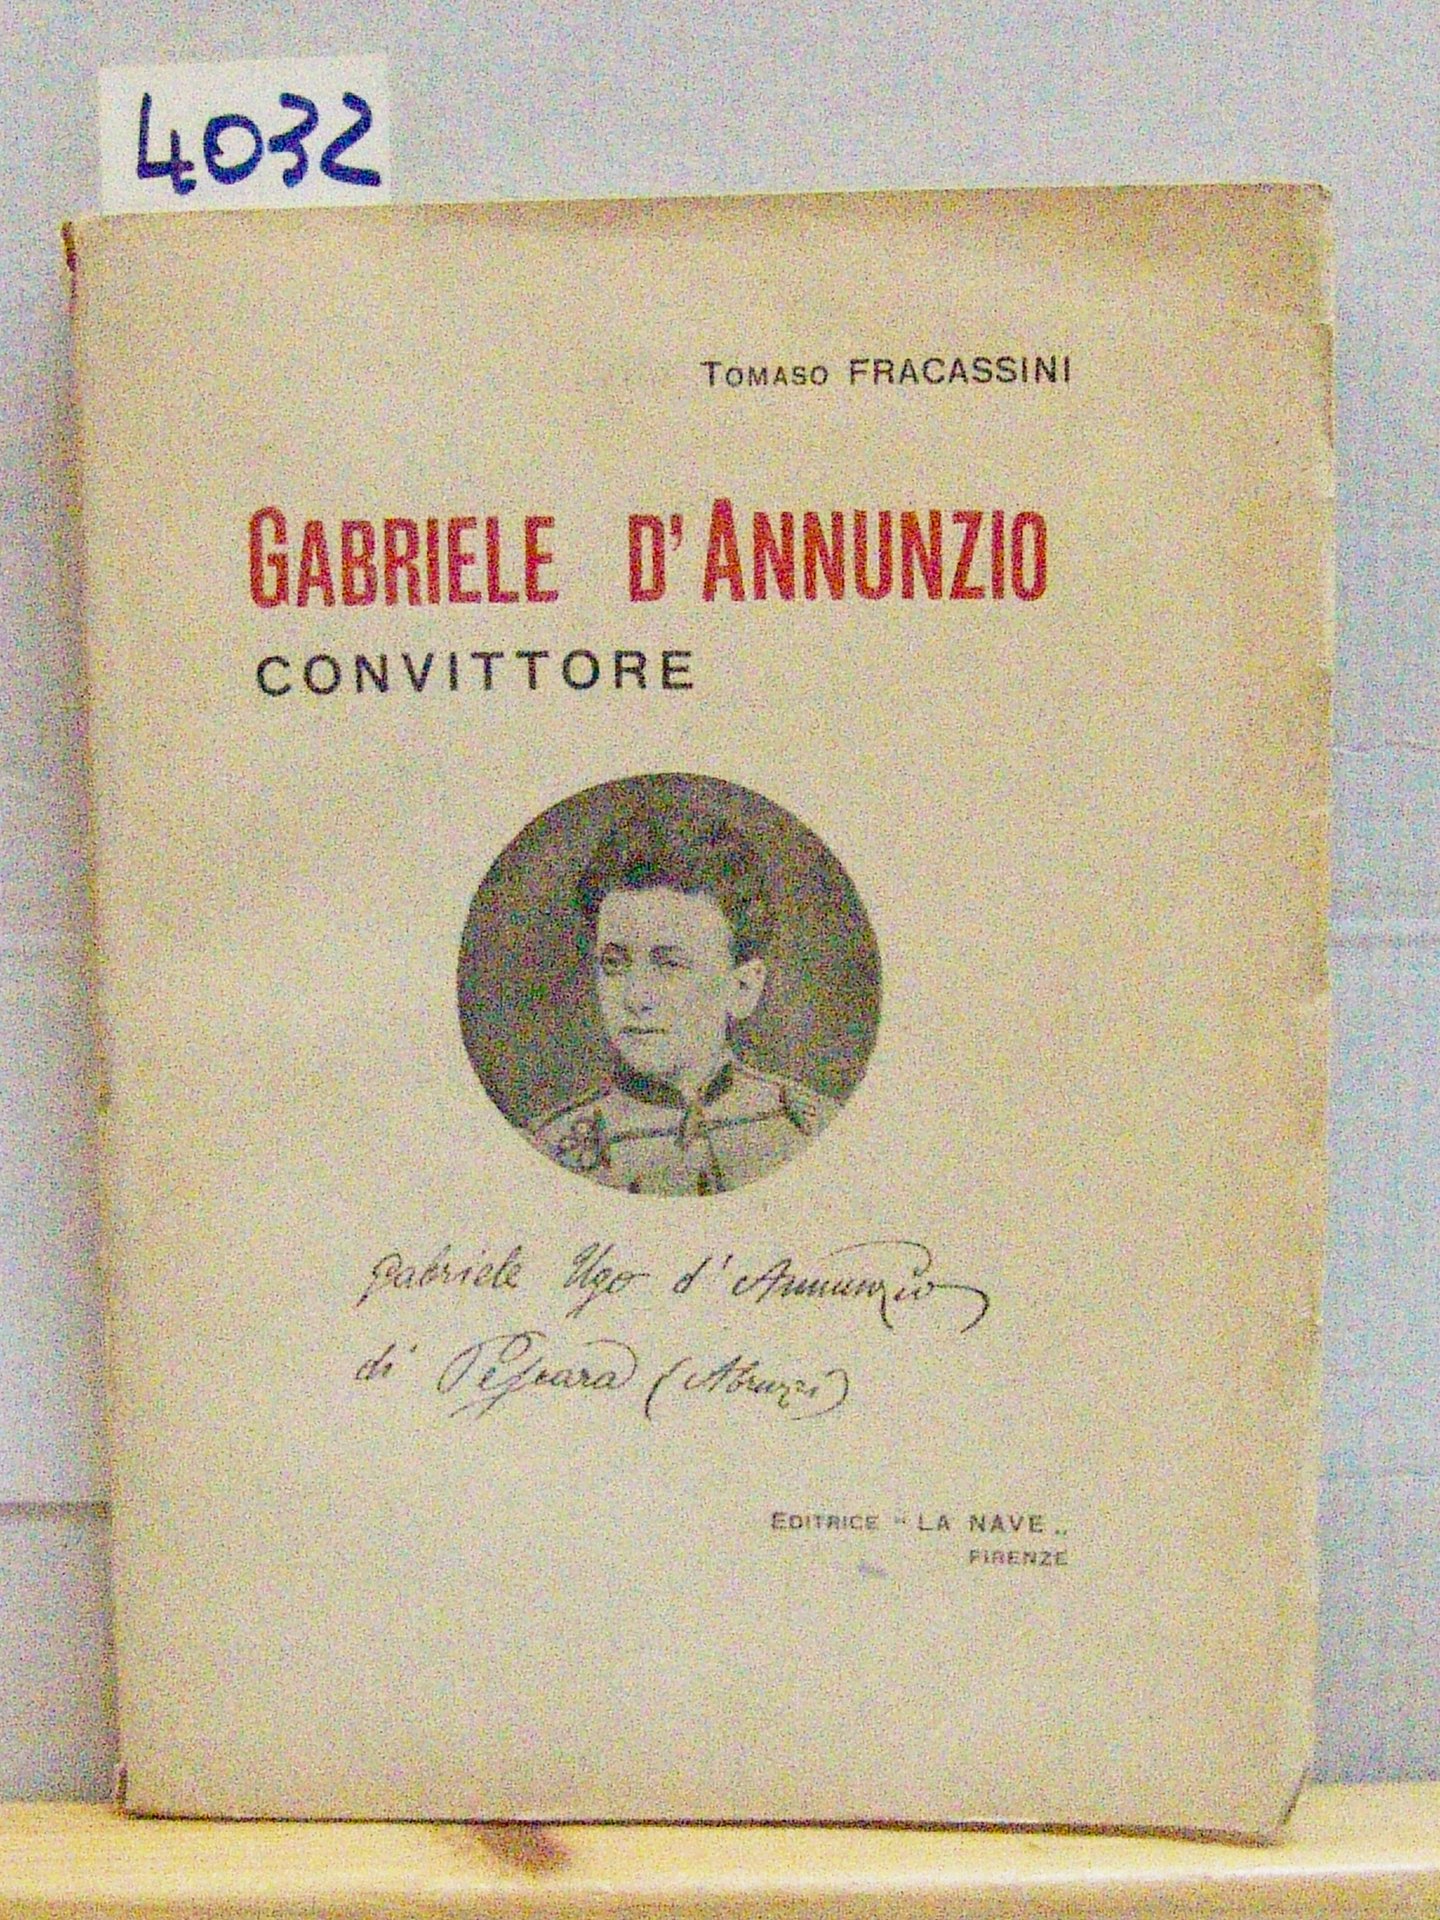 4032
TOMASO FRACASSINI
GABRIELE D'ANNUNZIO
CONVITTORE
Gabriele Ugo d'Annunzio
di Pescara (Abruzzi)
EDITRICE "LA NAVE„
FIRENZE